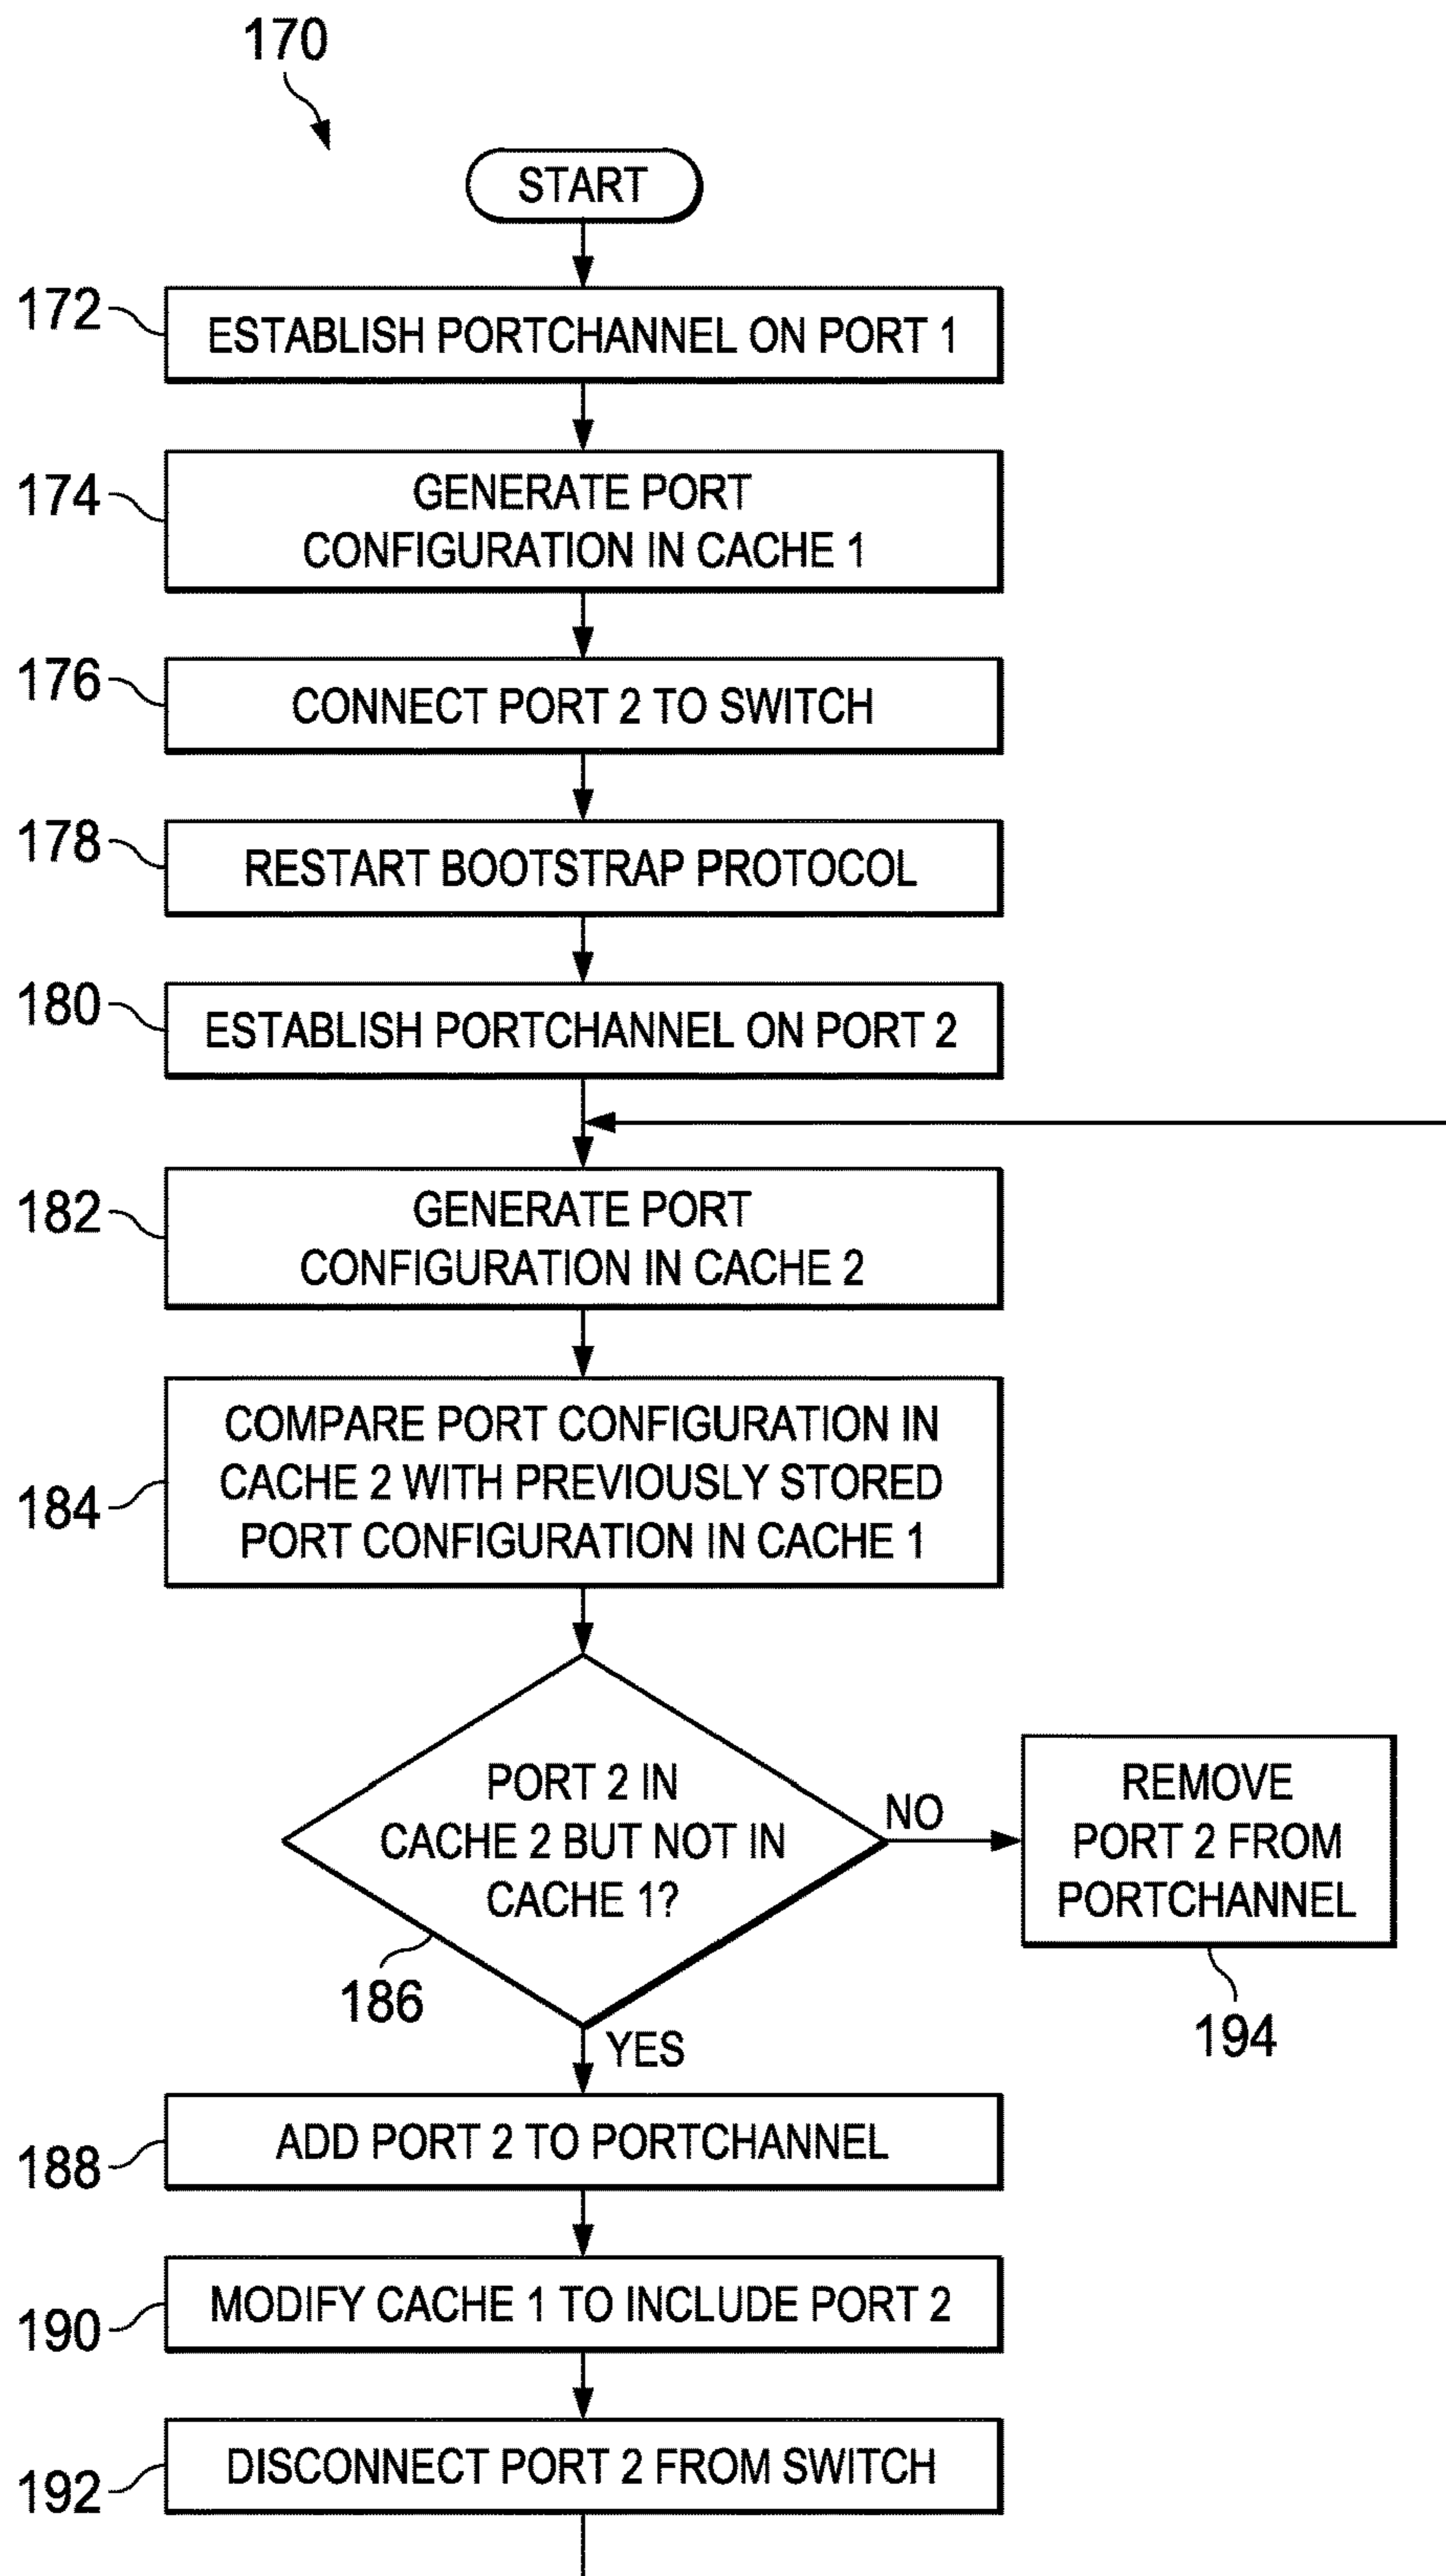 170
START
172
ESTABLISH PORTCHANNEL ON PORT 1
174
GENERATE PORT
CONFIGURATION IN CACHE 1
176
CONNECT PORT 2 TO SWITCH
178
RESTART BOOTSTRAP PROTOCOL
180
ESTABLISH PORTCHANNEL ON PORT 2
182
GENERATE PORT
CONFIGURATION IN CACHE 2
184
COMPARE PORT CONFIGURATION IN
CACHE 2 WITH PREVIOUSLY STORED
PORT CONFIGURATION IN CACHE 1
PORT 2 IN
CACHE 2 BUT NOT IN
CACHE 1?
186
NO
REMOVE
PORT 2 FROM
PORTCHANNEL
194
YES
188
ADD PORT 2 TO PORTCHANNEL
190
MODIFY CACHE 1 TO INCLUDE PORT 2
192
DISCONNECT PORT 2 FROM SWITCH